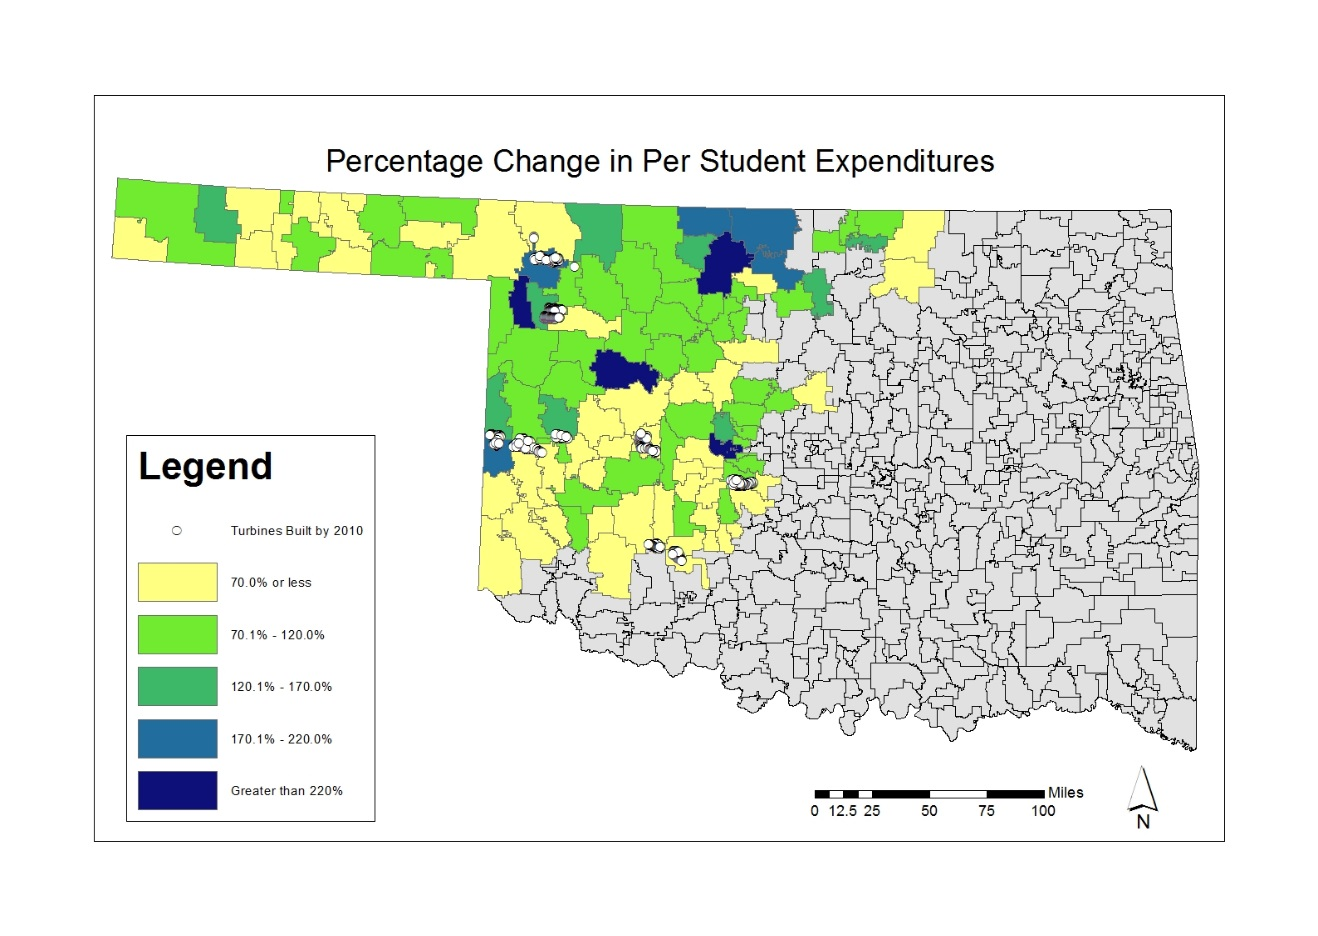 Percentage Change in Per Student Expenditures
Legend
Turbines Built by 2010
70.0% or less
70.1% - 120.0%
120.1% - 170.0%
170.1% - 220.0%
Greater than 220%
Miles
0 12.5 25 50 75 100
N